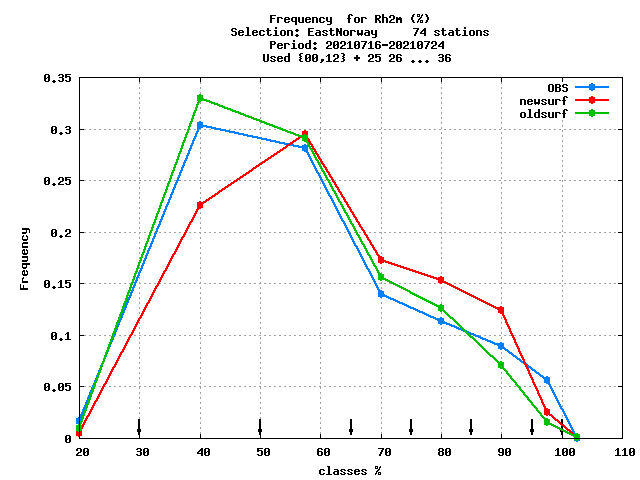 Frequency  for Rh2m (%)
Selection: EastNorway     74 stations
Period: 20210716-20210724
Used {00,12} + 25 26 ... 36
0.35
0.3
0.25
0.2
0.15
0.1
0.05
0
Frequency
OBS
newsurf
oldsurf
20 30 40 50 60 70 80 90 100 110
classes %